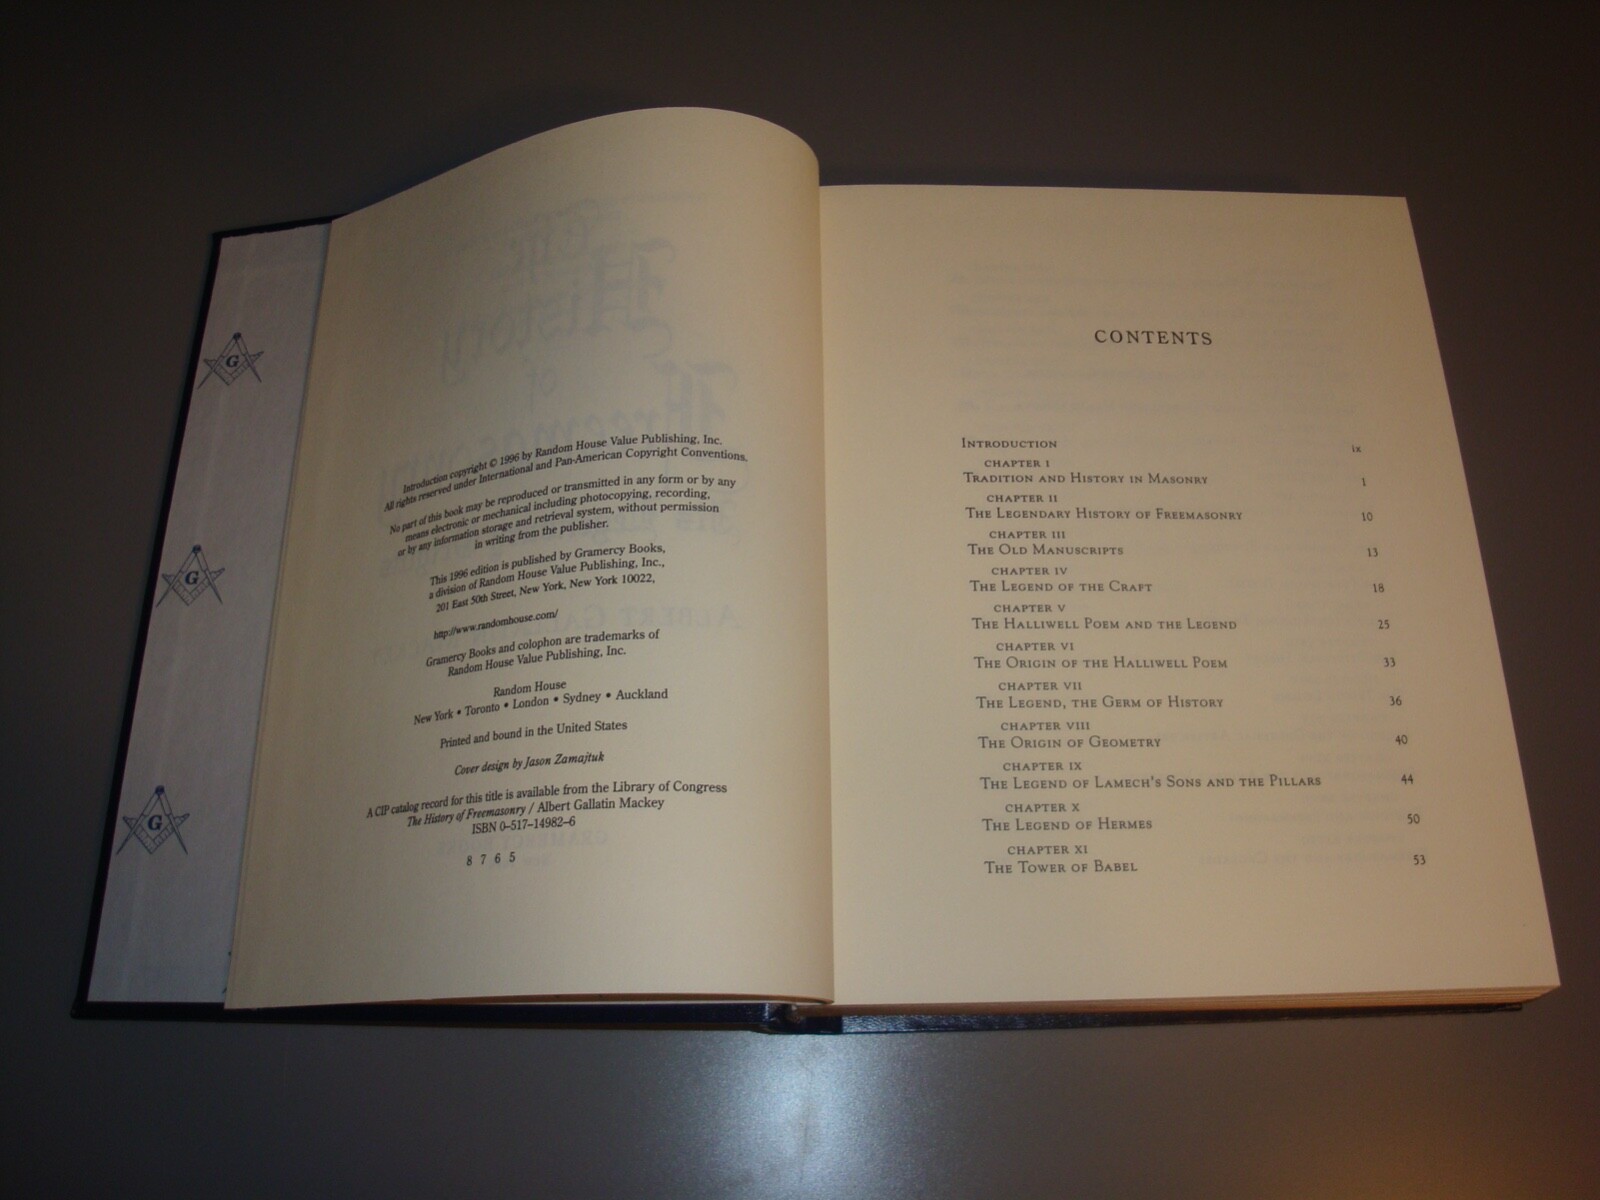 G
G
G
Introduction copyright © 1996 by Random House Value Publishing, Inc.
All rights reserved under International and Pan-American Copyright Conventions.
No part of this book may be reproduced or transmitted in any form or by any
means electronic or mechanical including photocopying, recording,
or by any information storage and retrieval system, without permission
in writing from the publisher.
This 1996 edition is published by Gramercy Books,
a division of Random House Value Publishing, Inc.,
201 East 50th Street, New York, New York 10022,
http://www.randomhouse.com/
Gramercy Books and colophon are trademarks of
Random House Value Publishing, Inc.
Random House
New York • Toronto • London • Sydney • Auckland
Printed and bound in the United States
Cover design by Jason Zamajtuk
A CIP catalog record for this title is available from the Library of Congress
The History of Freemasonry / Albert Gallatin Mackey
ISBN 0–517–14982–6
8 7 6 5
CONTENTS
INTRODUCTION ix
CHAPTER I
TRADITION AND HISTORY IN MASONRY 1
CHAPTER II
THE LEGENDARY HISTORY OF FREEMASONRY 10
CHAPTER III
THE OLD MANUSCRIPTS 13
CHAPTER IV
THE LEGEND OF THE CRAFT 18
CHAPTER V
THE HALLIWELL POEM AND THE LEGEND 25
CHAPTER VI
THE ORIGIN OF THE HALLIWELL POEM 33
CHAPTER VII
THE LEGEND, THE GERM OF HISTORY 36
CHAPTER VIII
THE ORIGIN OF GEOMETRY 40
CHAPTER IX
THE LEGEND OF LAMECH'S SONS AND THE PILLARS 44
CHAPTER X
THE LEGEND OF HERMES 50
CHAPTER XI
THE TOWER OF BABEL 53